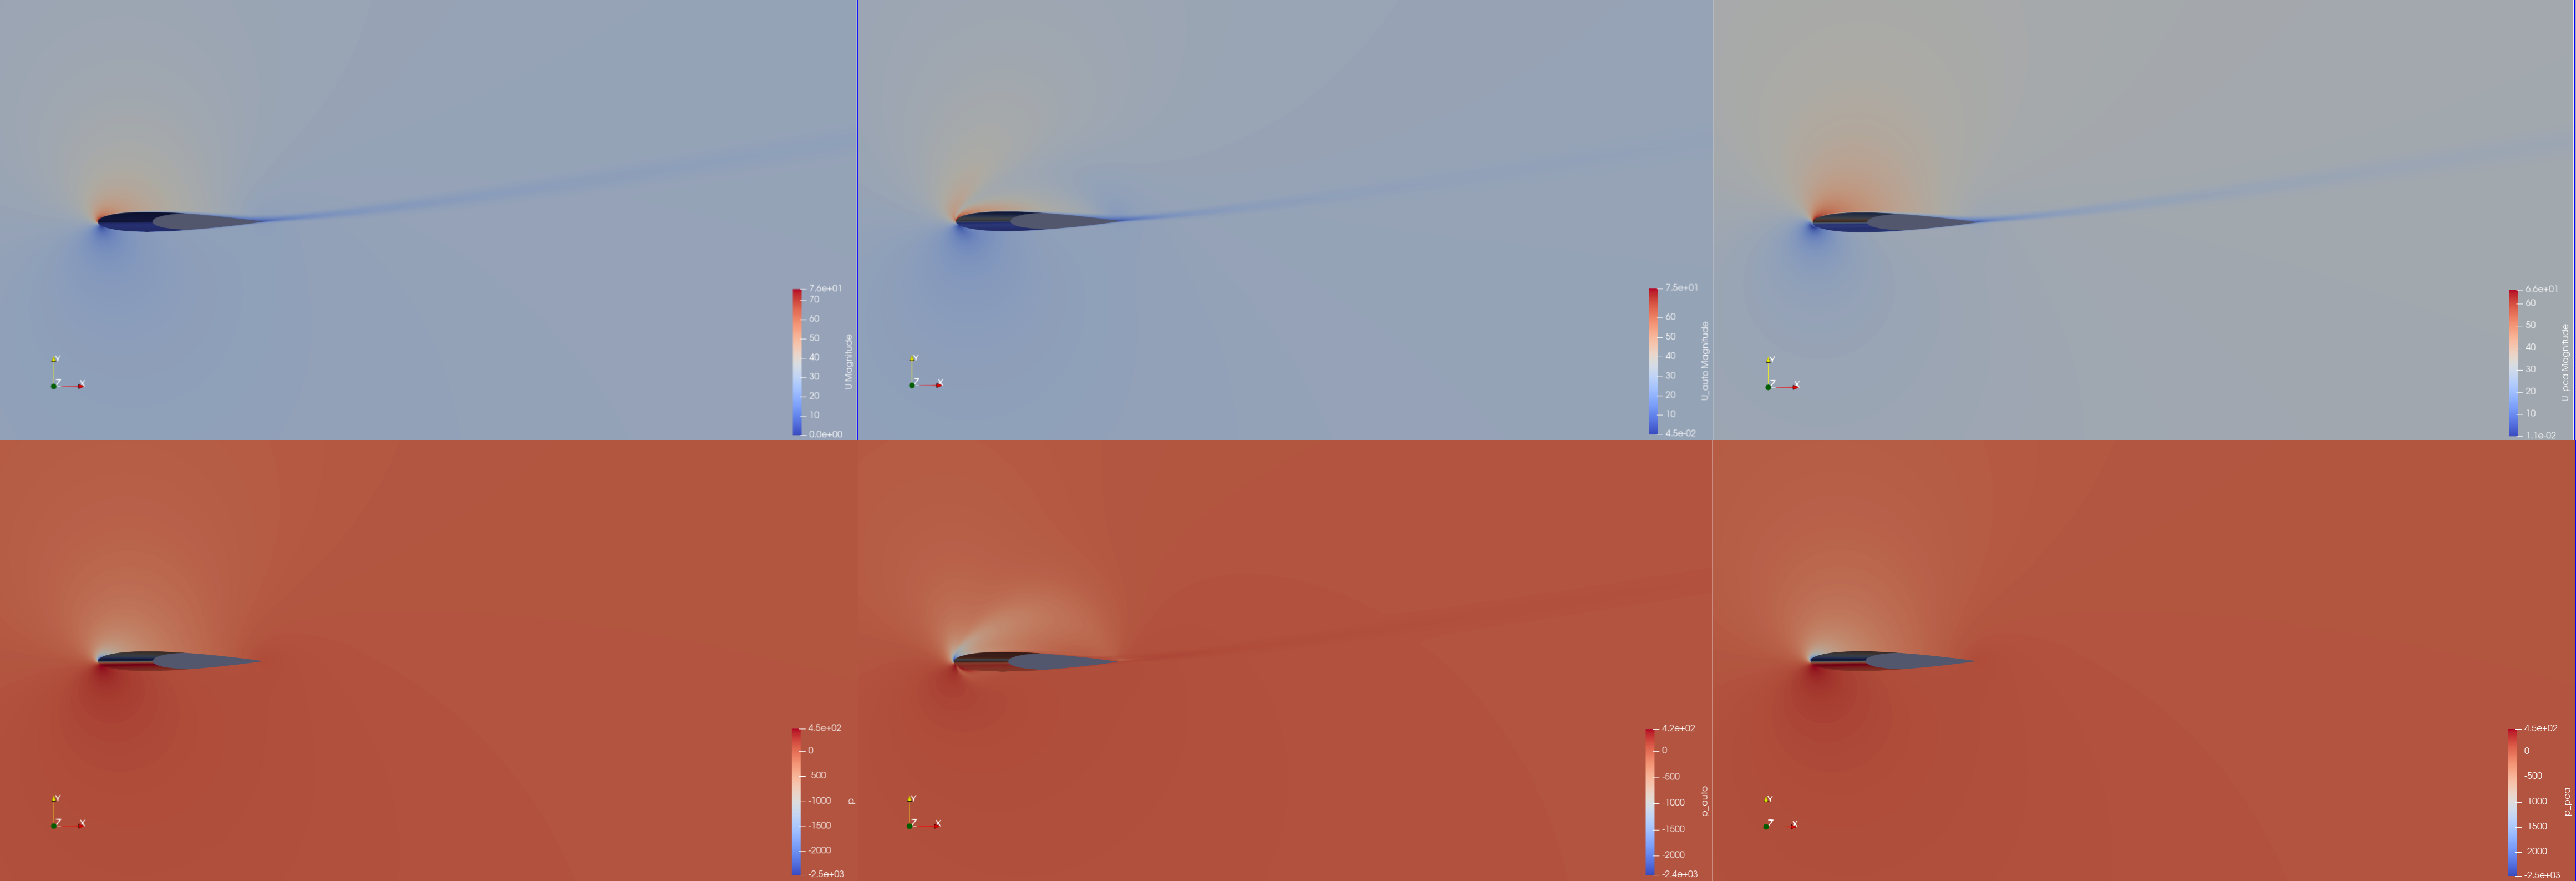 7.6e+01
70
60
50
40
30
20
10
0.0e+00
U Magnitude
Y
Z
X
7.5e+01
60
50
40
30
20
10
4.5e-02
U_auto Magnitude
Y
Z
X
6.6e+01
60
50
40
30
20
10
1.1e-02
U_pca Magnitude
Y
Z
X
4.5e+02
0
-500
-1000
-1500
-2000
-2.5e+03
p
Y
Z
X
4.2e+02
0
-500
-1000
-1500
-2000
-2.4e+03
p_auto
Y
Z
X
4.5e+02
0
-500
-1000
-1500
-2000
-2.5e+03
p_pca
Y
Z
X